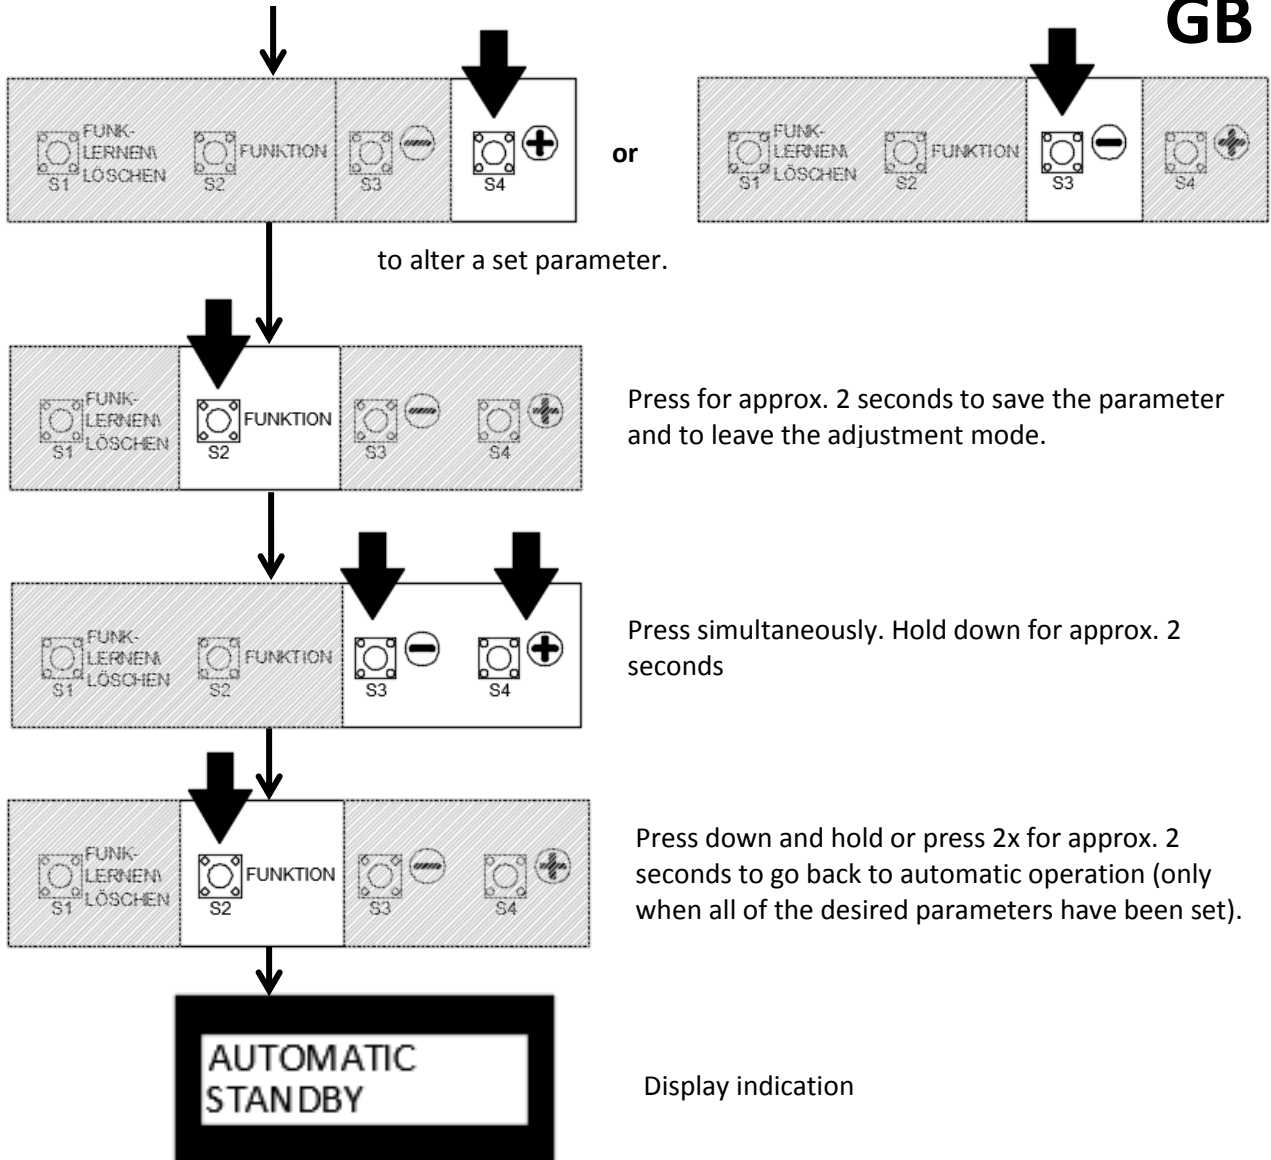 GB
FUNK-
LERNEN\
LÖSCHEN
S1
S2
FUNKTION
S3
S4
or
FUNK-
LERNEN\
LÖSCHEN
S1
S2
FUNKTION
S3
S4
to alter a set parameter.
FUNK-
LERNEN\
LÖSCHEN
S1
S2
FUNKTION
S3
S4
Press for approx. 2 seconds to save the parameter
and to leave the adjustment mode.
FUNK-
LERNEN\
LÖSCHEN
S1
S2
FUNKTION
S3
S4
Press simultaneously. Hold down for approx. 2
seconds
FUNK-
LERNEN\
LÖSCHEN
S1
S2
FUNKTION
S3
S4
Press down and hold or press 2x for approx. 2
seconds to go back to automatic operation (only
when all of the desired parameters have been set).
AUTOMATIC
STANDBY
Display indication